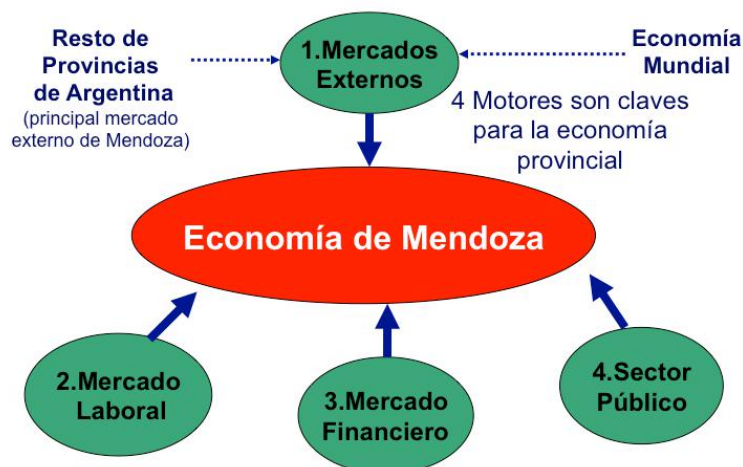 Resto de
Provincias
de Argentina
(principal mercado
externo de Mendoza)
1.Mercados
Externos
Economía
Mundial
4 Motores son claves
para la economía
provincial
Economía de Mendoza
2.Mercado
Laboral
3.Mercado
Financiero
4.Sector
Público